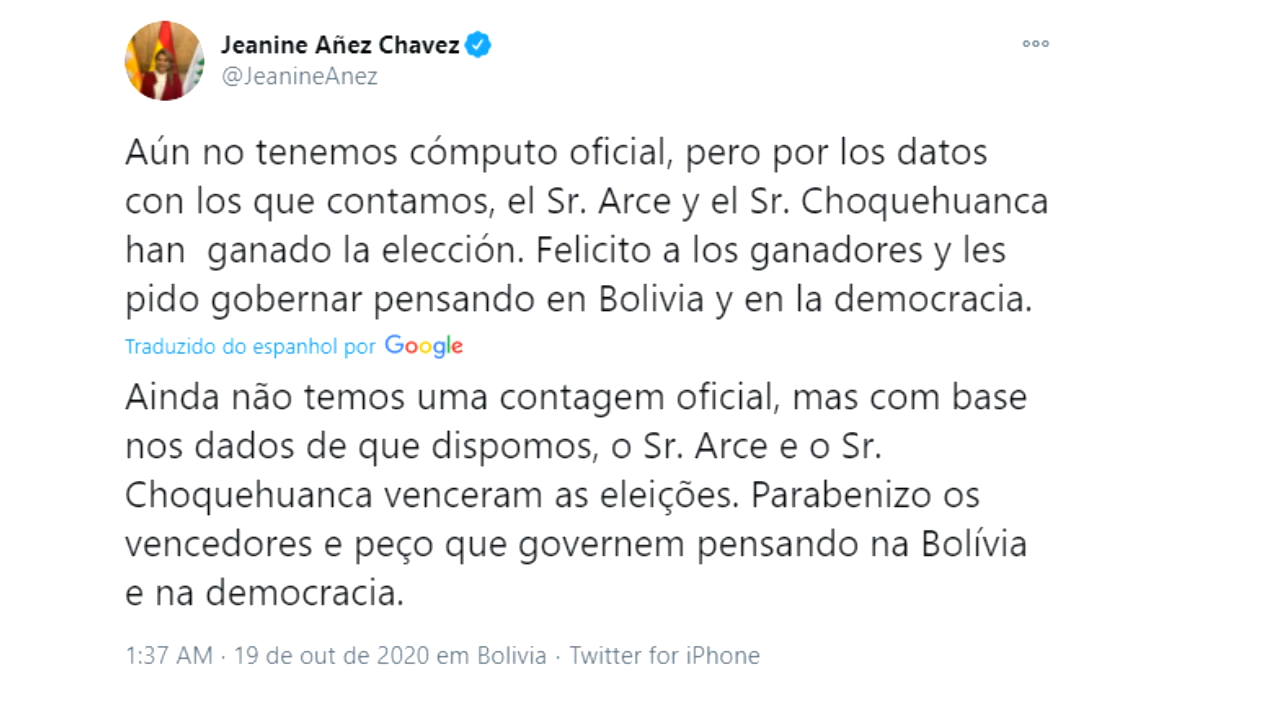 Jeanine Añez Chavez
@JeanineAnez
Aún no tenemos cómputo oficial, pero por los datos
con los que contamos, el Sr. Arce y el Sr. Choquehuanca
han  ganado la elección. Felicito a los ganadores y les
pido gobernar pensando en Bolivia y en la democracia.
Traduzido do espanhol por Google
Ainda não temos uma contagem oficial, mas com base
nos dados de que dispomos, o Sr. Arce e o Sr.
Choquehuanca venceram as eleições. Parabenizo os
vencedores e peço que governem pensando na Bolívia
e na democracia.
1:37 AM · 19 de out de 2020 em Bolivia · Twitter for iPhone